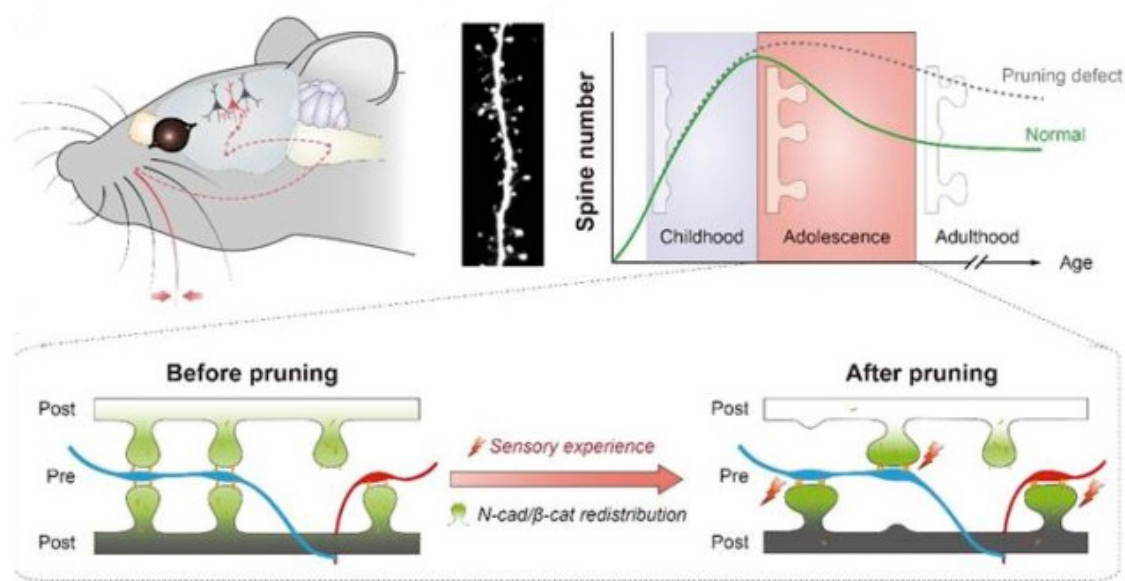 Spine number
Pruning defect
Normal
Childhood
Adolescence
Adulthood
Age
Before pruning
After pruning
Post
Pre
Post
Sensory experience
N-cad/β-cat redistribution
Post
Pre
Post